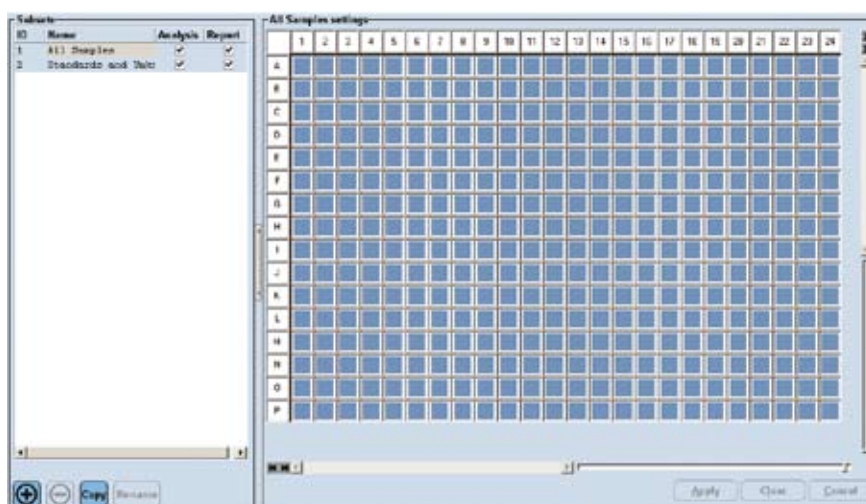 Subsets
ID Name Analysis Report
1 All Samples
2 Standards and
Copy Rename
All Samples settings
1 2 3 4 5 6 7 8 9 10 11 12 13 14 15 16 17 18 19 20 21 22 23 24
A
B
C
D
E
F
G
H
I
J
K
L
M
N
O
P
Apply Clear Cancel